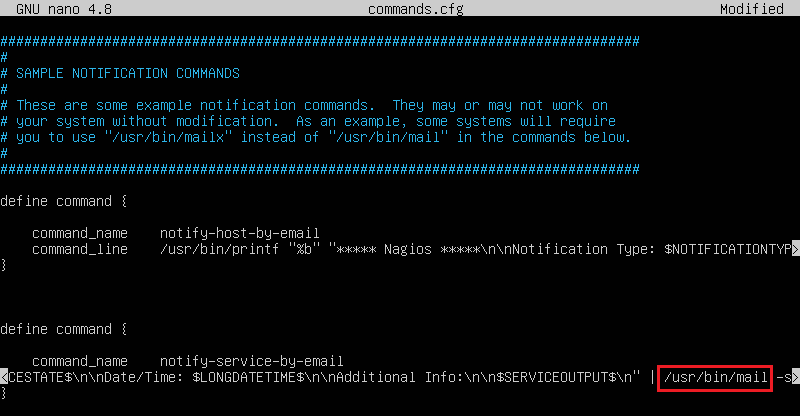 GNU nano 4.8 commands.cfg Modified
################################################################################
#
# SAMPLE NOTIFICATION COMMANDS
#
# These are some example notification commands.  They may or may not work on
# your system without modification.  As an example, some systems will require
# you to use "/usr/bin/mailx" instead of "/usr/bin/mail" in the commands below.
#
################################################################################
define command {
command_name    notify-host-by-email
command_line    /usr/bin/printf "%b" "***** Nagios *****\n\nNotification Type: $NOTIFICATIONTYP>
}
define command {
command_name    notify-service-by-email
<CESTATE$\n\nDate/Time: $LONGDATETIME$\n\nAdditional Info:\n\n$SERVICEOUTPUT$\n" | /usr/bin/mail -s>
}